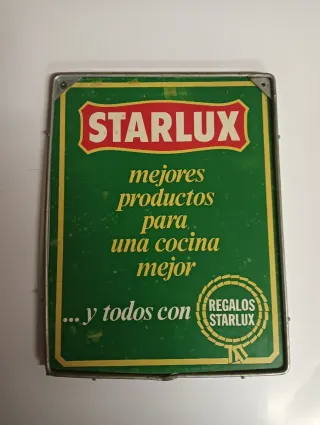 STARLUX
mejores
productos
para
una cocina
mejor
... y todos con
REGALOS
STARLUX